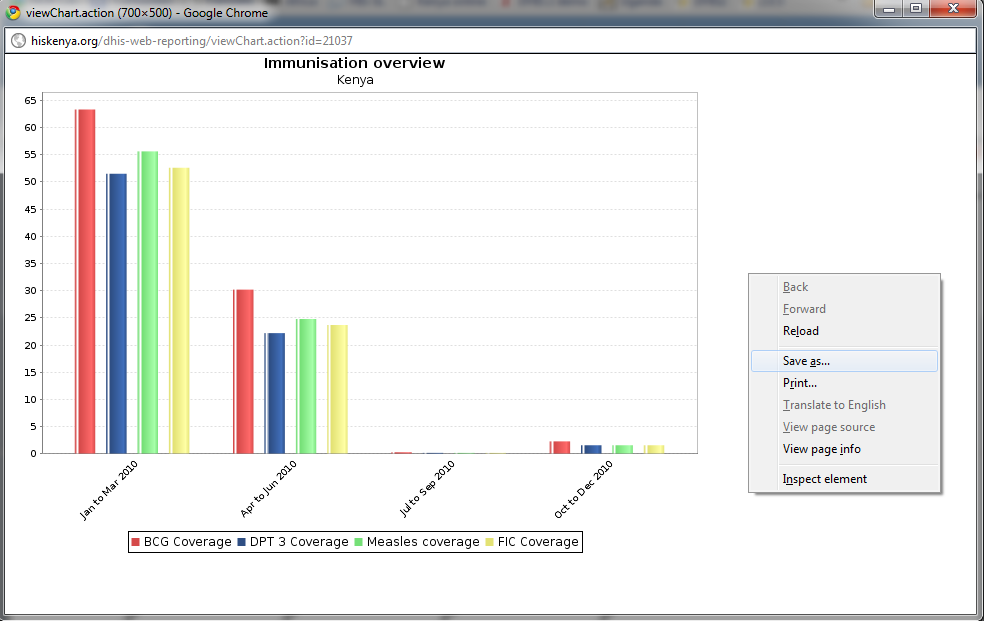 viewChart.action (700×500) - Google Chrome
hiskenya.org/dhis-web-reporting/viewChart.action?id=21037
Immunisation overview
Kenya
65
60
55
50
45
40
35
30
25
20
15
10
5
0
Jan to Mar 2010
Apr to Jun 2010
Jul to Sep 2010
Oct to Dec 2010
BCG Coverage DPT 3 Coverage Measles coverage FIC Coverage
Back
Forward
Reload
Save as...
Print...
Translate to English
View page source
View page info
Inspect element